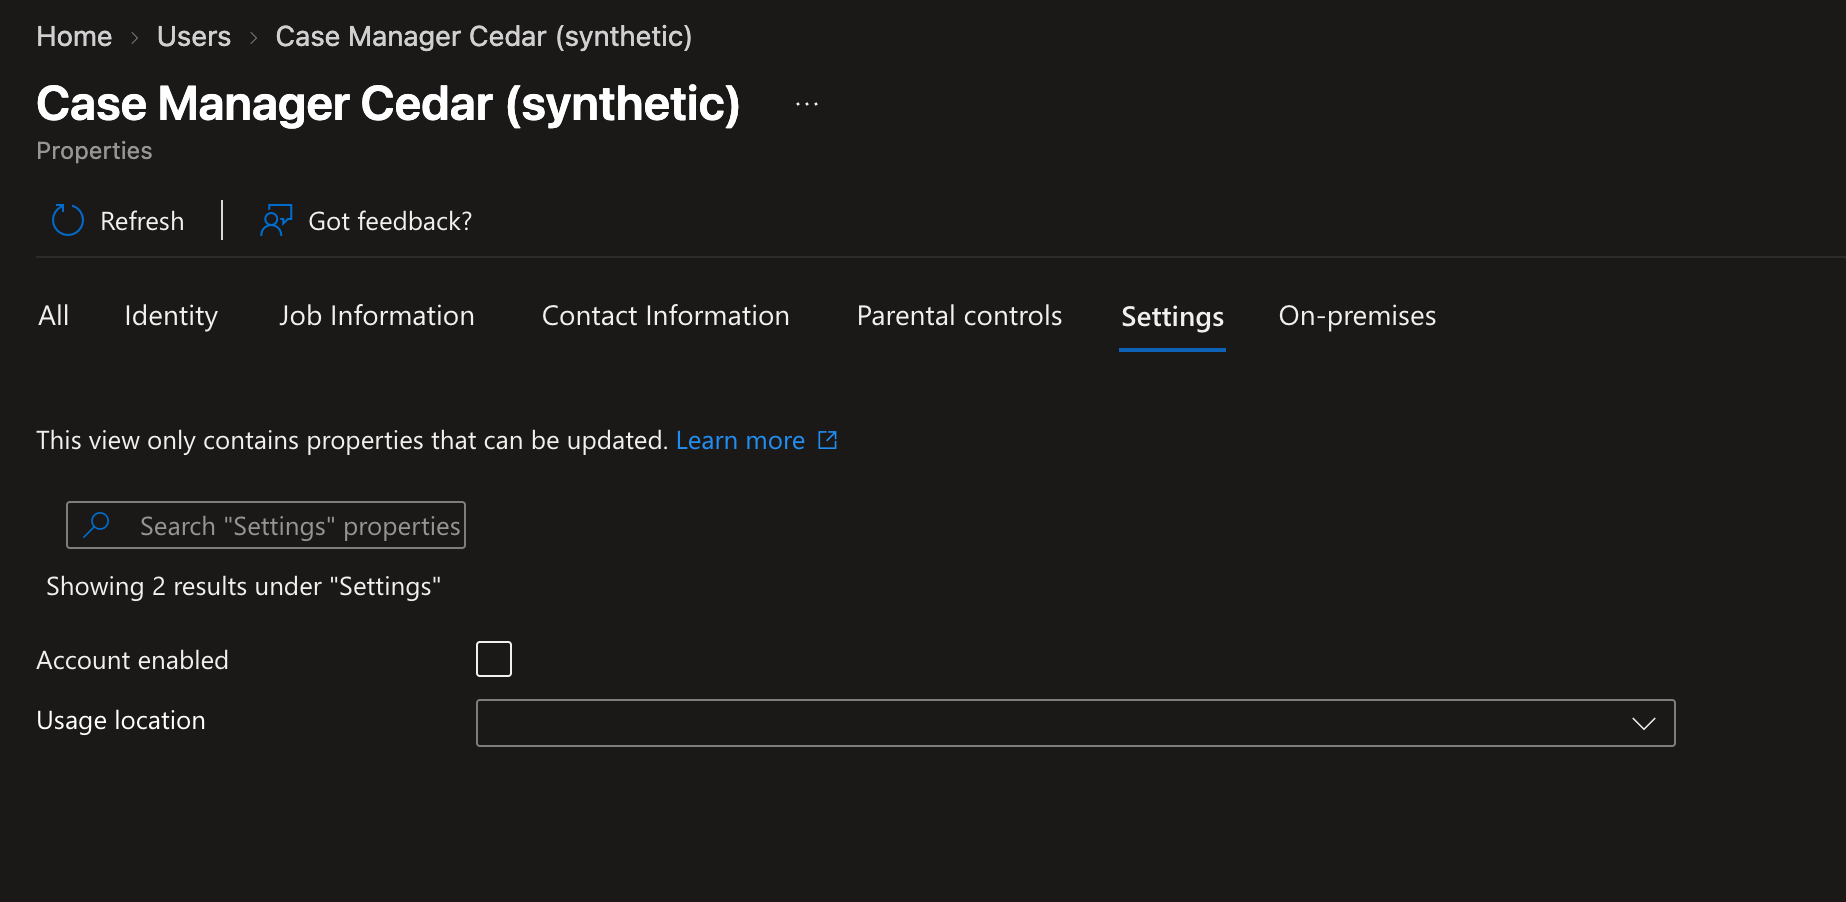 Home > Users > Case Manager Cedar (synthetic)
Case Manager Cedar (synthetic) ...
Properties
Refresh | Got feedback?
All Identity Job Information Contact Information Parental controls Settings On-premises
This view only contains properties that can be updated. Learn more
Search "Settings" properties
Showing 2 results under "Settings"
Account enabled
Usage location